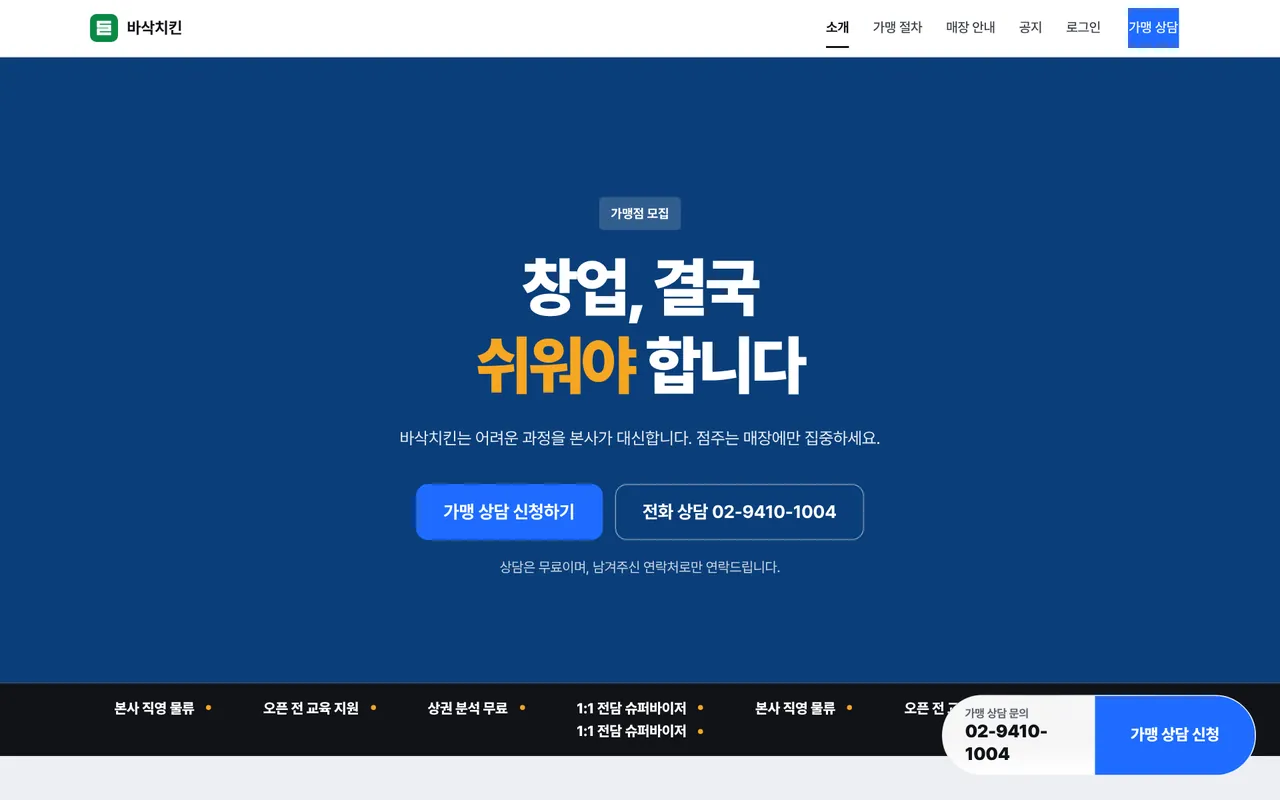 바삭치킨
소개
가맹 절차
매장 안내
공지
로그인
가맹 상담
가맹점 모집
창업, 결국
쉬워야 합니다
바삭치킨는 어려운 과정을 본사가 대신합니다. 점주는 매장에만 집중하세요.
가맹 상담 신청하기
전화 상담 02-9410-1004
상담은 무료이며, 남겨주신 연락처로만 연락드립니다.
본사 직영 물류
오픈 전 교육 지원
상권 분석 무료
1:1 전담 슈퍼바이저
본사 직영 물류
오픈 전
1:1 전담 슈퍼바이저
가맹 상담 문의
02-9410-
1004
가맹 상담 신청